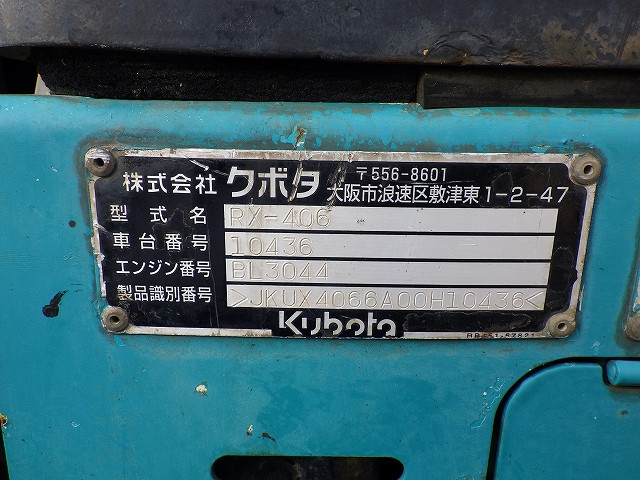 株式会社 クボタ 〒556-8601
大阪市浪速区敷津東1-2-47
型式名 RX-406
車台番号 10436
エンジン番号 BL3044
製品識別番号 >JKUX4066A00H10436<
Kubota